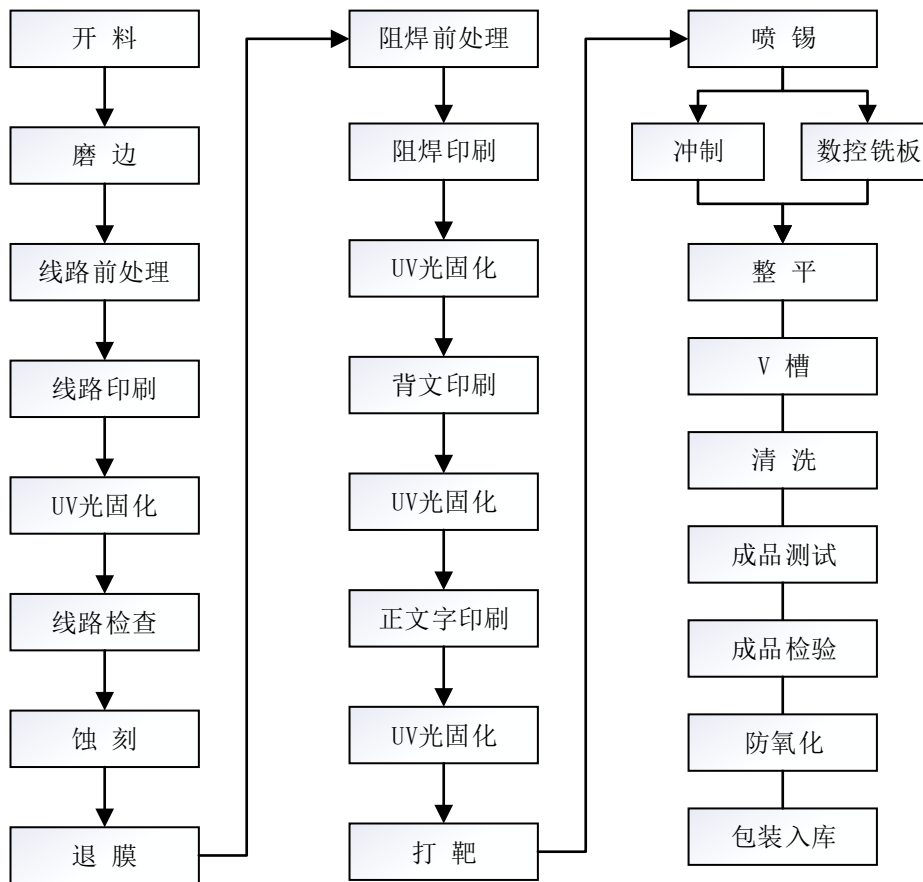 开 料
磨 边
线路前处理
线路印刷
UV光固化
线路检查
蚀 刻
退 膜
阻焊前处理
阻焊印刷
UV光固化
背文印刷
UV光固化
正文字印刷
UV光固化
打 靶
喷 锡
冲制
数控铣板
整 平
V 槽
清 洗
成品测试
成品检验
防氧化
包装入库